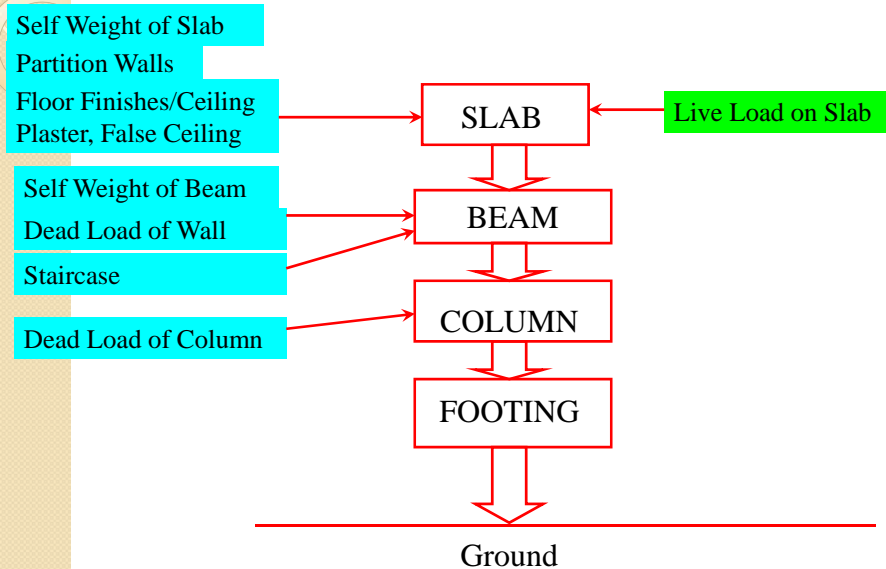 Self Weight of Slab
Partition Walls
Floor Finishes/Ceiling
Plaster, False Ceiling
SLAB
Live Load on Slab
Self Weight of Beam
Dead Load of Wall
BEAM
Staircase
Dead Load of Column
COLUMN
FOOTING
Ground